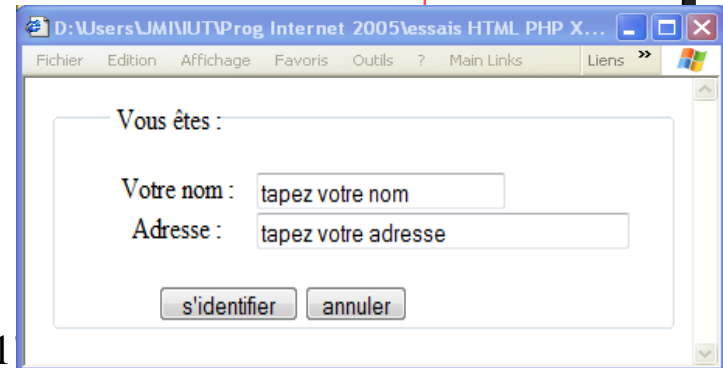 D:\Users\JMI\IUT\Prog Internet 2005\essais HTML PHP X...
Fichier Edition Affichage Favoris Outils ? Main Links Liens »
Vous êtes :
Votre nom : tapez votre nom
Adresse : tapez votre adresse
s'identifier annuler
1